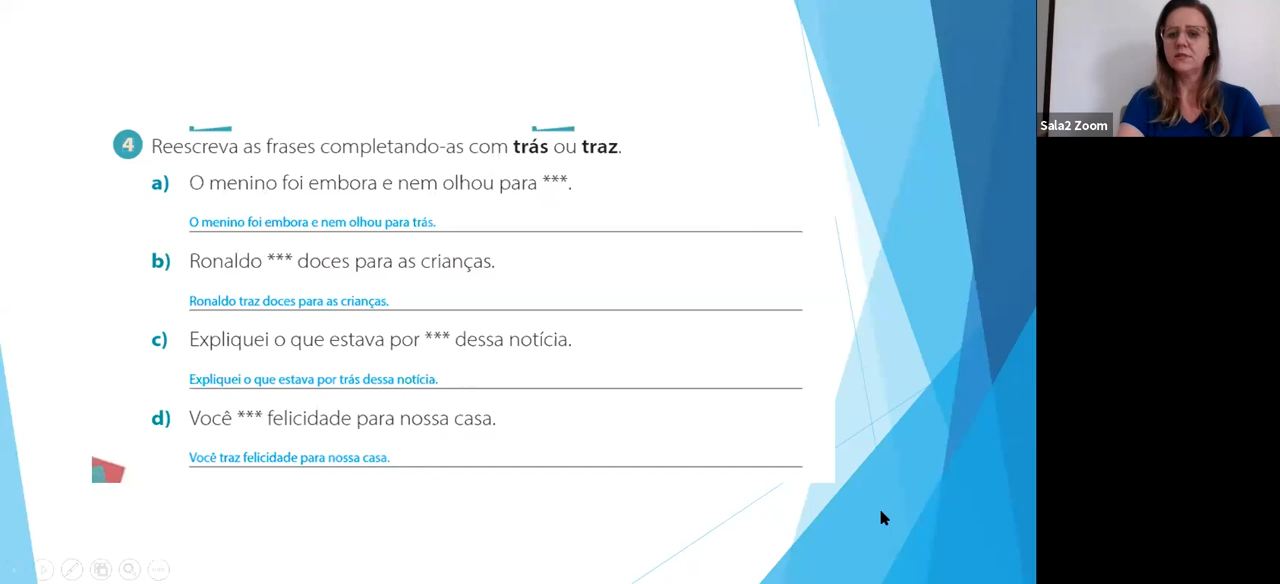 4 Reescreva as frases completando-as com trás ou traz.
a) O menino foi embora e nem olhou para ***.
O menino foi embora e nem olhou para trás.
b) Ronaldo *** doces para as crianças.
Ronaldo traz doces para as crianças.
c) Expliquei o que estava por *** dessa notícia.
Expliquei o que estava por trás dessa notícia.
d) Você *** felicidade para nossa casa.
Você traz felicidade para nossa casa.
Sala2 Zoom